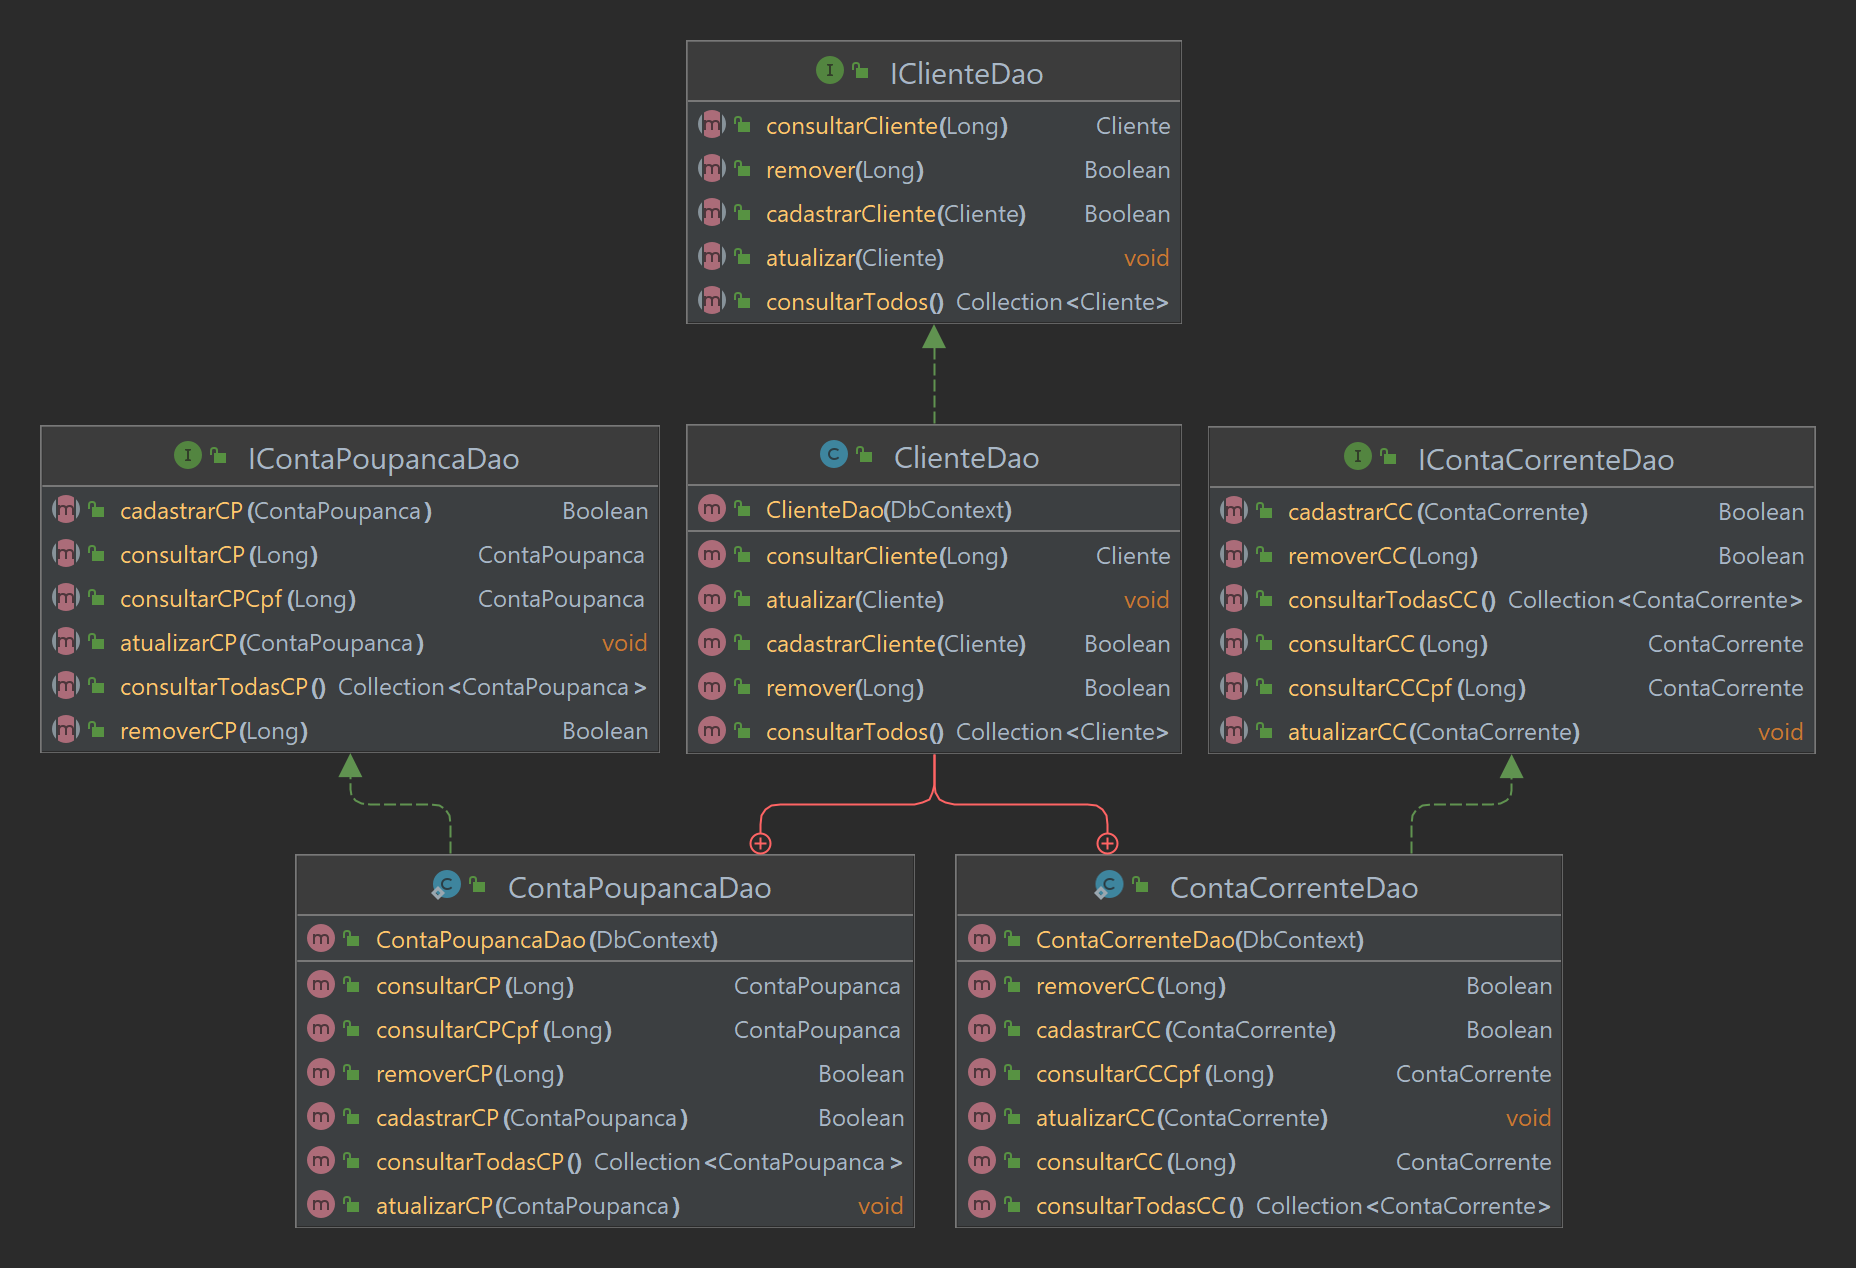 IClienteDao
consultarCliente(Long) Cliente
remover(Long) Boolean
cadastrarCliente(Cliente) Boolean
atualizar(Cliente) void
consultarTodos() Collection<Cliente>
IContaPoupancaDao
cadastrarCP(ContaPoupanca) Boolean
consultarCP(Long) ContaPoupanca
consultarCPCpf(Long) ContaPoupanca
atualizarCP(ContaPoupanca) void
consultarTodasCP() Collection<ContaPoupanca>
removerCP(Long) Boolean
ClienteDao
ClienteDao(DbContext)
consultarCliente(Long) Cliente
atualizar(Cliente) void
cadastrarCliente(Cliente) Boolean
remover(Long) Boolean
consultarTodos() Collection<Cliente>
IContaCorrenteDao
cadastrarCC(ContaCorrente) Boolean
removerCC(Long) Boolean
consultarTodasCC() Collection<ContaCorrente>
consultarCC(Long) ContaCorrente
consultarCCCpf(Long) ContaCorrente
atualizarCC(ContaCorrente) void
ContaPoupancaDao
ContaPoupancaDao(DbContext)
consultarCP(Long) ContaPoupanca
consultarCPCpf(Long) ContaPoupanca
removerCP(Long) Boolean
cadastrarCP(ContaPoupanca) Boolean
consultarTodasCP() Collection<ContaPoupanca>
atualizarCP(ContaPoupanca) void
ContaCorrenteDao
ContaCorrenteDao(DbContext)
removerCC(Long) Boolean
cadastrarCC(ContaCorrente) Boolean
consultarCCCpf(Long) ContaCorrente
atualizarCC(ContaCorrente) void
consultarCC(Long) ContaCorrente
consultarTodasCC() Collection<ContaCorrente>